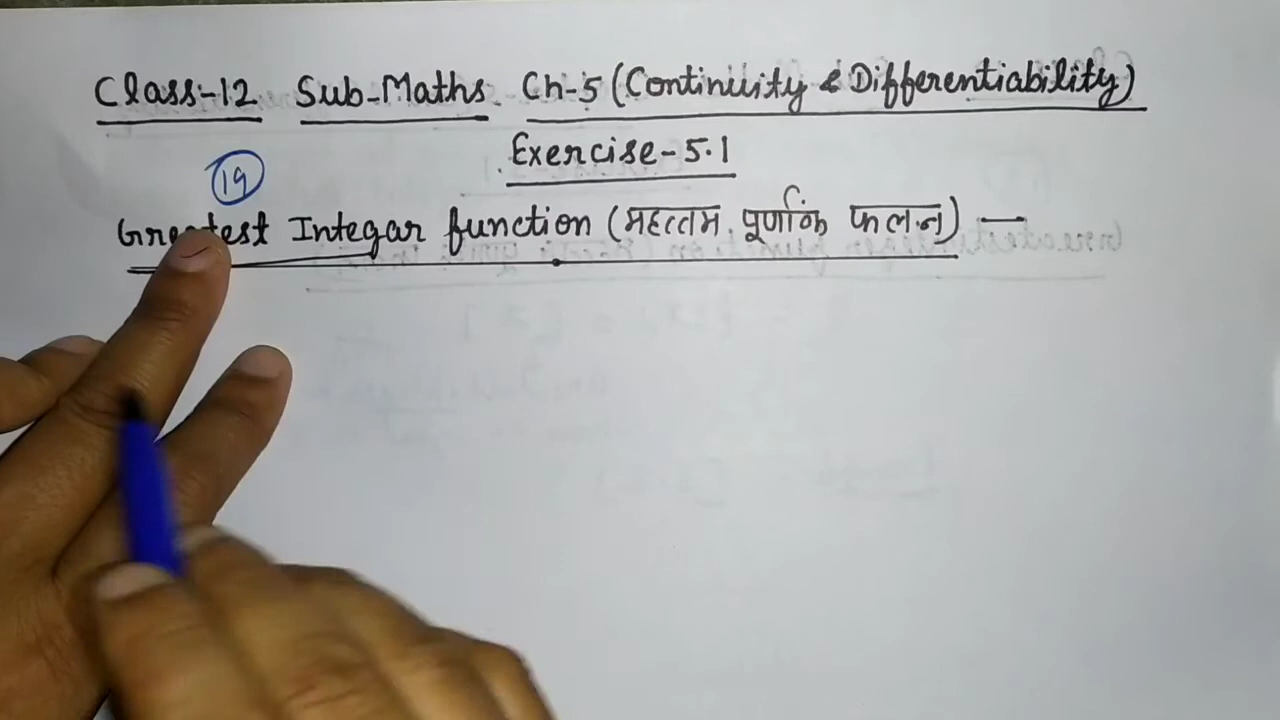 Class-12 Sub-Maths. Ch-5 (Continuity & Differentiability)
Exercise-5.1
19
Greatest Integar function (महत्तम पूर्णांक फलन) —